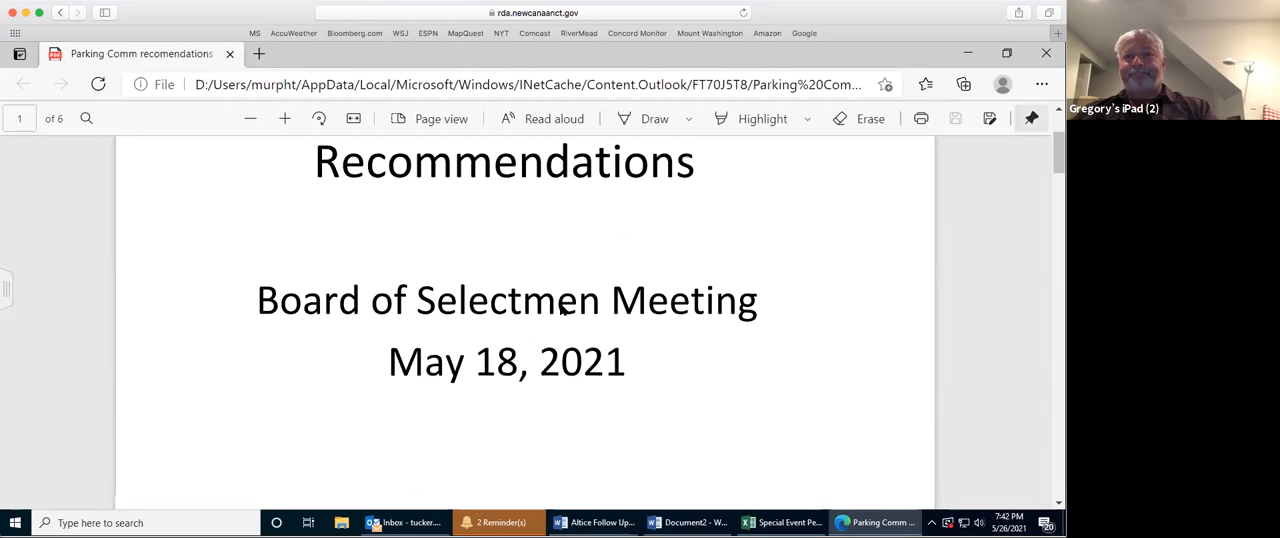 rda.newcanaanct.gov
MS AccuWeather Bloomberg.com WSJ ESPN MapQuest NYT Comcast RiverMead Concord Monitor Mount Washington Amazon Google
Parking Comm recomendations
File D:/Users/murpht/AppData/Local/Microsoft/Windows/INetCache/Content.Outlook/FT70J5T8/Parking%20Com...
1 of 6 Page view Read aloud Draw Highlight Erase
Gregory's iPad (2)
Recommendations
Board of Selectmen Meeting
May 18, 2021
Type here to search
Inbox - tucker....
2 Reminder(s)
Altice Follow Up...
Document2 - W...
Special Event Pe...
Parking Comm ...
7:42 PM
5/26/2021
20